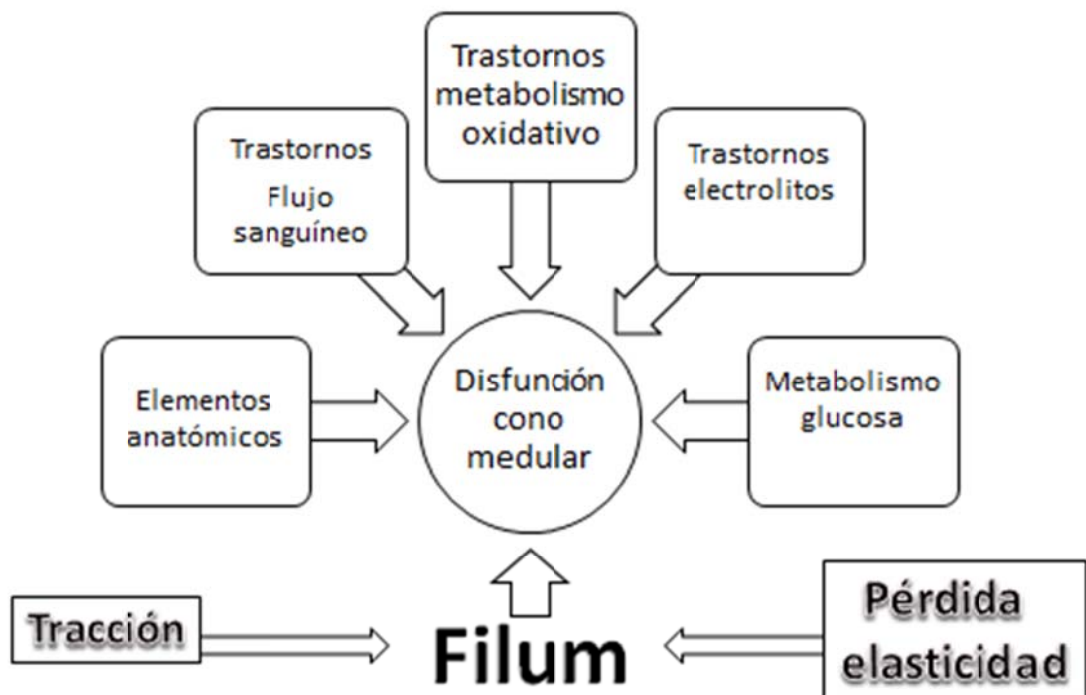 Trastornos
metabolismo
oxidativo
Trastornos
Flujo
sanguíneo
Trastornos
electrolitos
Elementos
anatómicos
Disfunción
cono
medular
Metabolismo
glucosa
Tracción
Filum
Pérdida
elasticidad